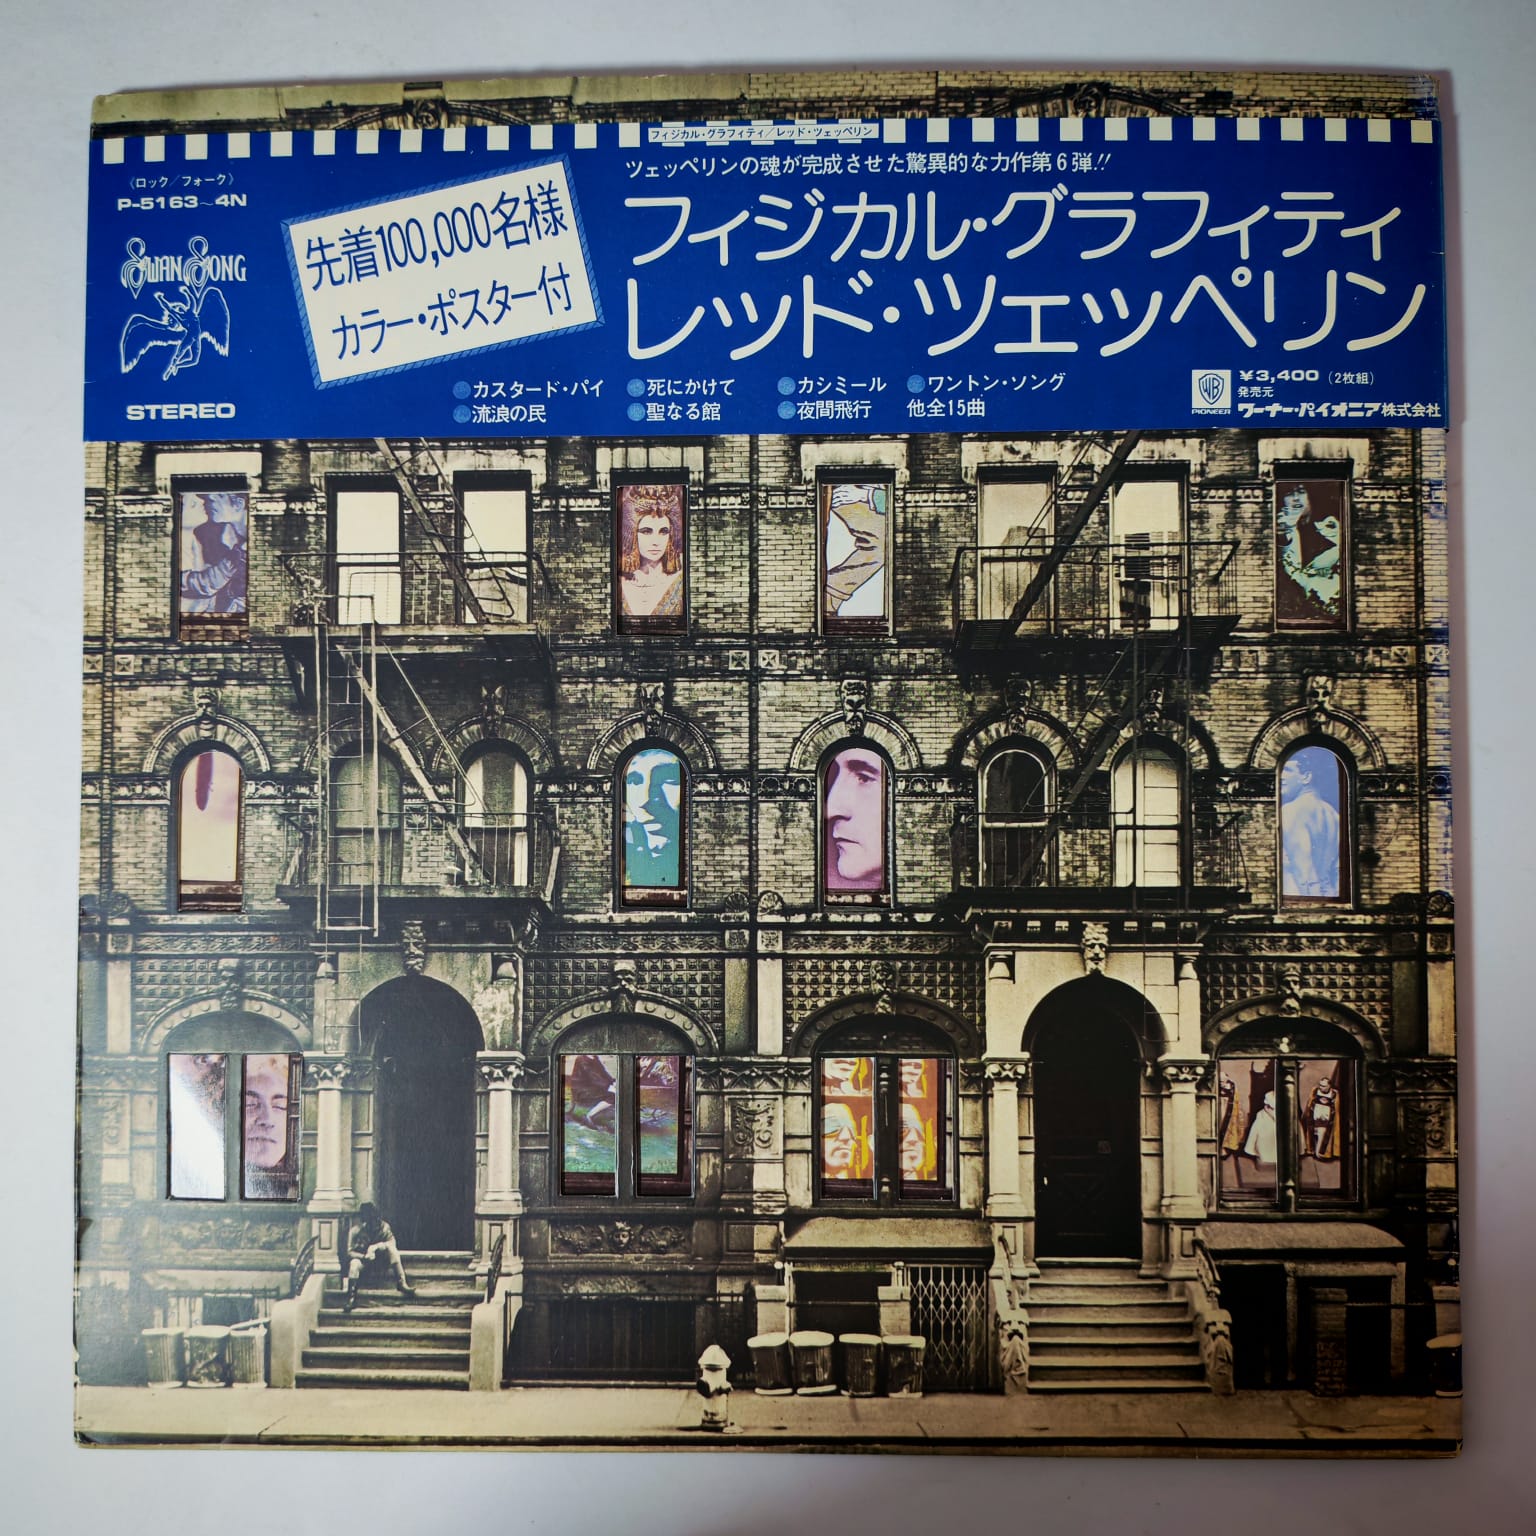 フィジカル・グラフィティ/レッド・ツェッペリン
〈ロック/フォーク〉
P-5163~4N
SWAN SONG
STEREO
先着100,000名様
カラー・ポスター付
ツェッペリンの魂が完成させた驚異的な力作第6弾!!
フィジカル・グラフィティ
レッド・ツェッペリン
カスタード・パイ 死にかけて カシミール ワントン・ソング
流浪の民 聖なる館 夜間飛行 他全15曲
WB
PIONEER
¥3,400 (2枚組)
発売元
ワーナー・パイオニア株式会社